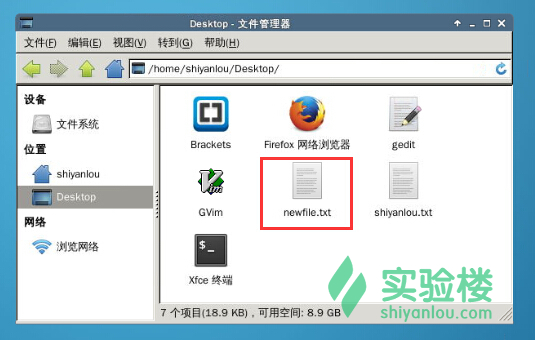 Desktop - 文件管理器
文件(F) 编辑(E) 视图(V) 转到(G) 帮助(H)
/home/shiyanlou/Desktop/
设备
文件系统
位置
shiyanlou
Desktop
网络
浏览网络
Brackets Firefox 网络浏览器 gedit
GVim newfile.txt shiyanlou.txt
$_
Xfce 终端
7 个项目(18.9 KB)，可用空间: 8.9 GB
实验楼
shiyanlou.com